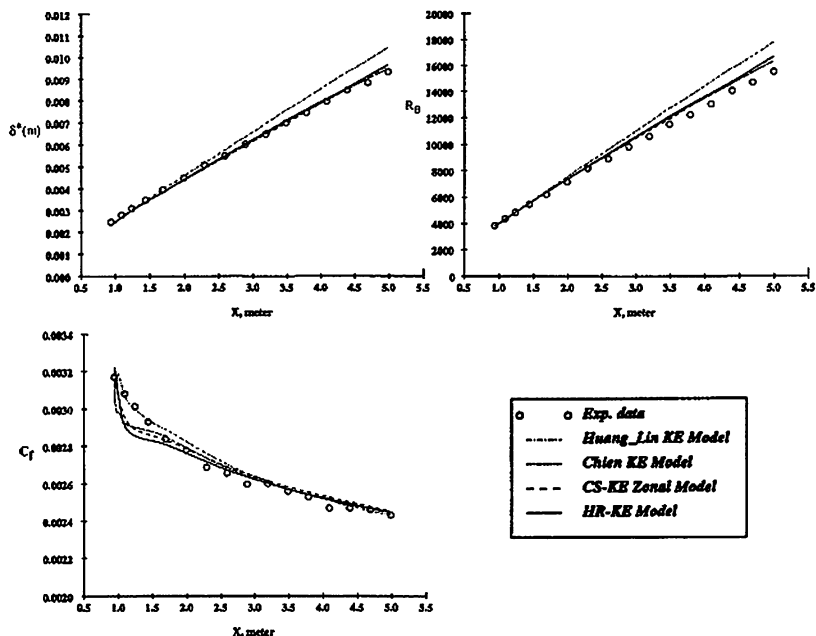 0.012
0.011
0.010
0.009
0.008
0.007
δ*(m)
0.006
0.005
0.004
0.003
0.002
0.001
0.000
0.5 1.0 1.5 2.0 2.5 3.0 3.5 4.0 4.5 5.0 5.5
X, meter
20000
18000
16000
14000
Rθ
12000
10000
8000
6000
4000
2000
0
0.5 1.0 1.5 2.0 2.5 3.0 3.5 4.0 4.5 5.0 5.5
X, meter
0.0034
0.0032
0.0030
0.0028
Cf
0.0026
0.0024
0.0022
0.0020
0.5 1.0 1.5 2.0 2.5 3.0 3.5 4.0 4.5 5.0 5.5
X, meter
Exp. data
Huang_Lin KE Model
Chien KE Model
CS-KE Zonal Model
HR-KE Model